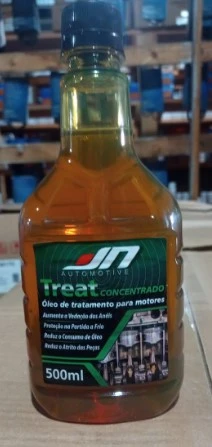 JN
AUTOMOTIVE
Treat CONCENTRADO
Óleo de tratamento para motores
Aumenta a Vedação dos Anéis
Proteção na Partida a Frio
Reduz o Consumo de Óleo
Reduz o Atrito das Peças
500ml